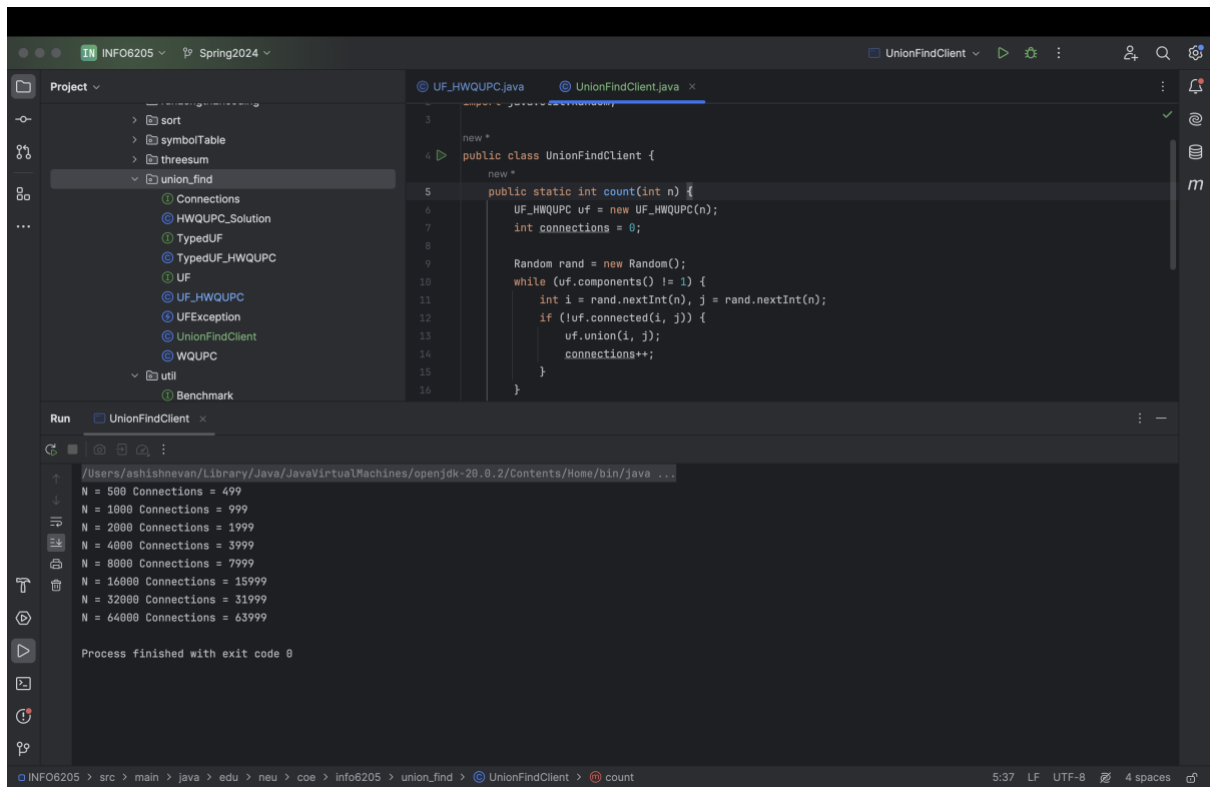 IN INFO6205 Spring2024 UnionFindClient
Project
UF_HWQUPC.java UnionFindClient.java
sort
symbolTable
threesum
union_find
Connections
HWQUPC_Solution
TypedUF
TypedUF_HWQUPC
UF
UF_HWQUPC
UFException
UnionFindClient
WQUPC
util
Benchmark
3
new *
4 public class UnionFindClient {
new *
5 public static int count(int n) {
6 UF_HWQUPC uf = new UF_HWQUPC(n);
7 int connections = 0;
8
9 Random rand = new Random();
10 while (uf.components() != 1) {
11 int i = rand.nextInt(n), j = rand.nextInt(n);
12 if (!uf.connected(i, j)) {
13 uf.union(i, j);
14 connections++;
15 }
16 }
Run UnionFindClient
/Users/ashishnevan/Library/Java/JavaVirtualMachines/openjdk-20.0.2/Contents/Home/bin/java ...
N = 500 Connections = 499
N = 1000 Connections = 999
N = 2000 Connections = 1999
N = 4000 Connections = 3999
N = 8000 Connections = 7999
N = 16000 Connections = 15999
N = 32000 Connections = 31999
N = 64000 Connections = 63999
Process finished with exit code 0
INFO6205 > src > main > java > edu > neu > coe > info6205 > union_find > UnionFindClient > count 5:37 LF UTF-8 4 spaces